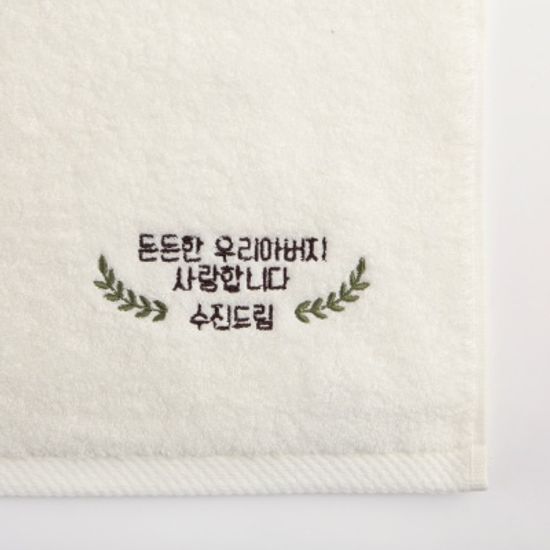 든든한 우리아버지
사랑합니다
수진드림